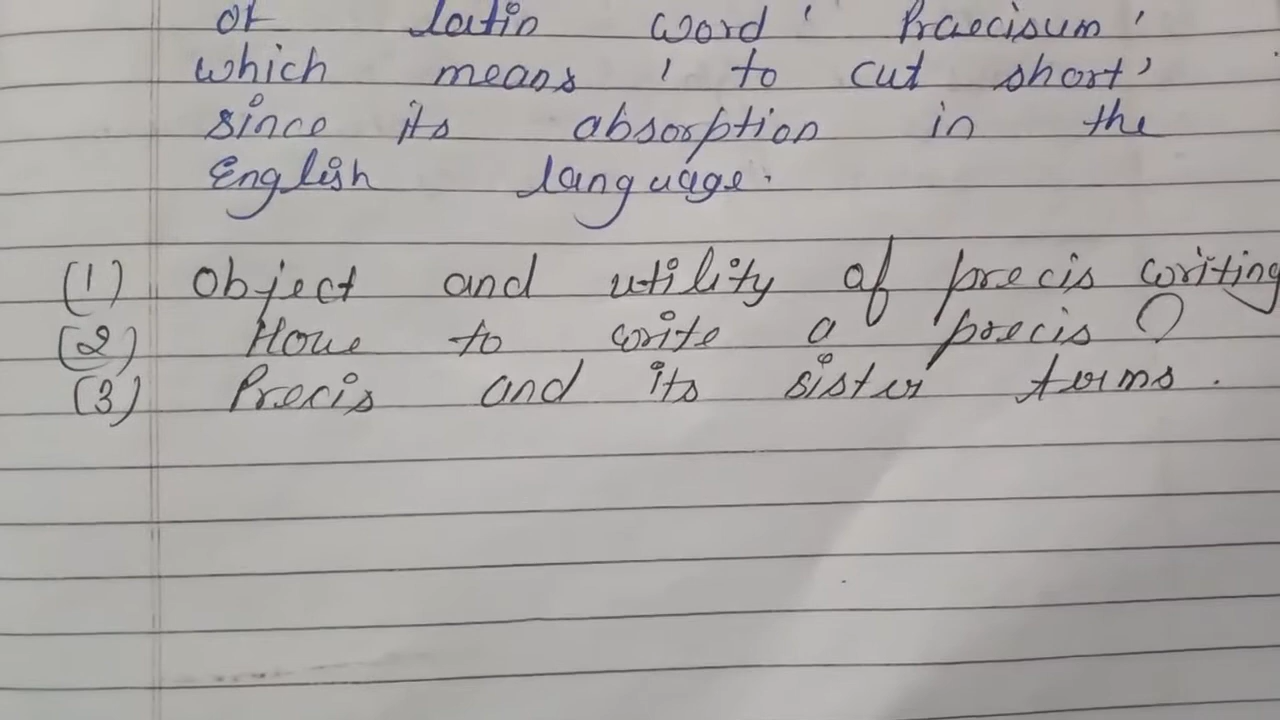 of latin word ' Praecisum '
which means ' to cut short'
since its absorption in the
English language.
(1) Object and utility of precis writing
(2) Howe to write a precis ?
(3) Precis and its sister terms.